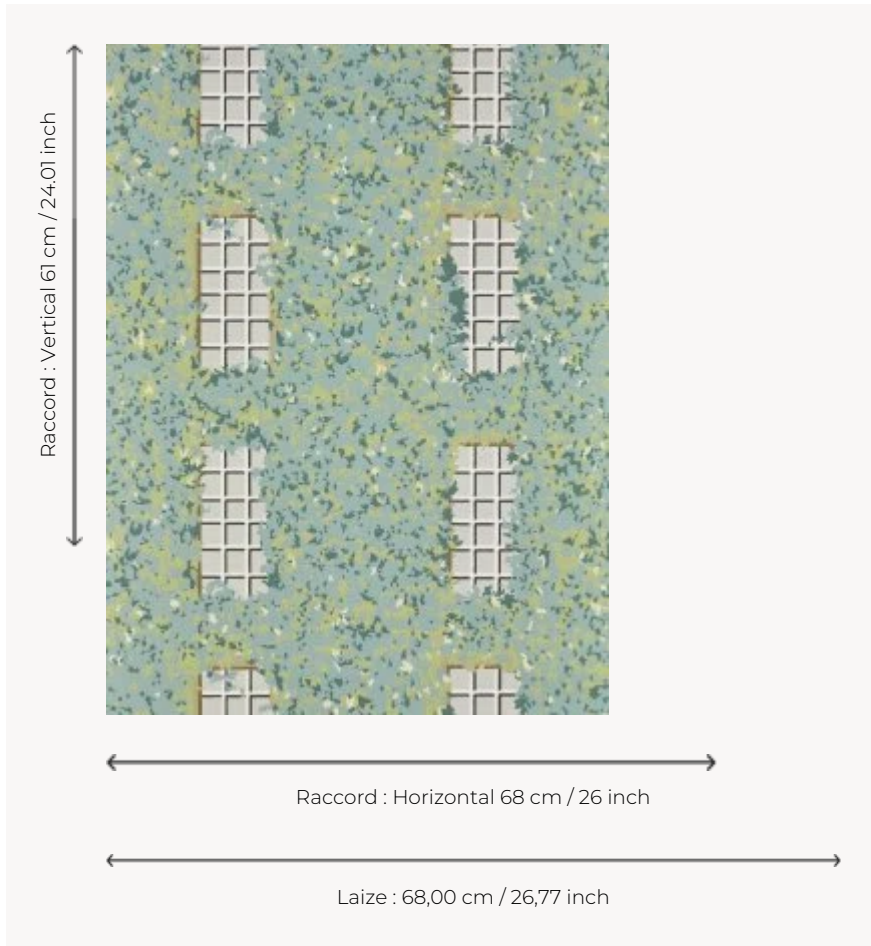 Raccord : Vertical 61 cm / 24.01 inch
Raccord : Horizontal 68 cm / 26 inch
Laize : 68,00 cm / 26,77 inch